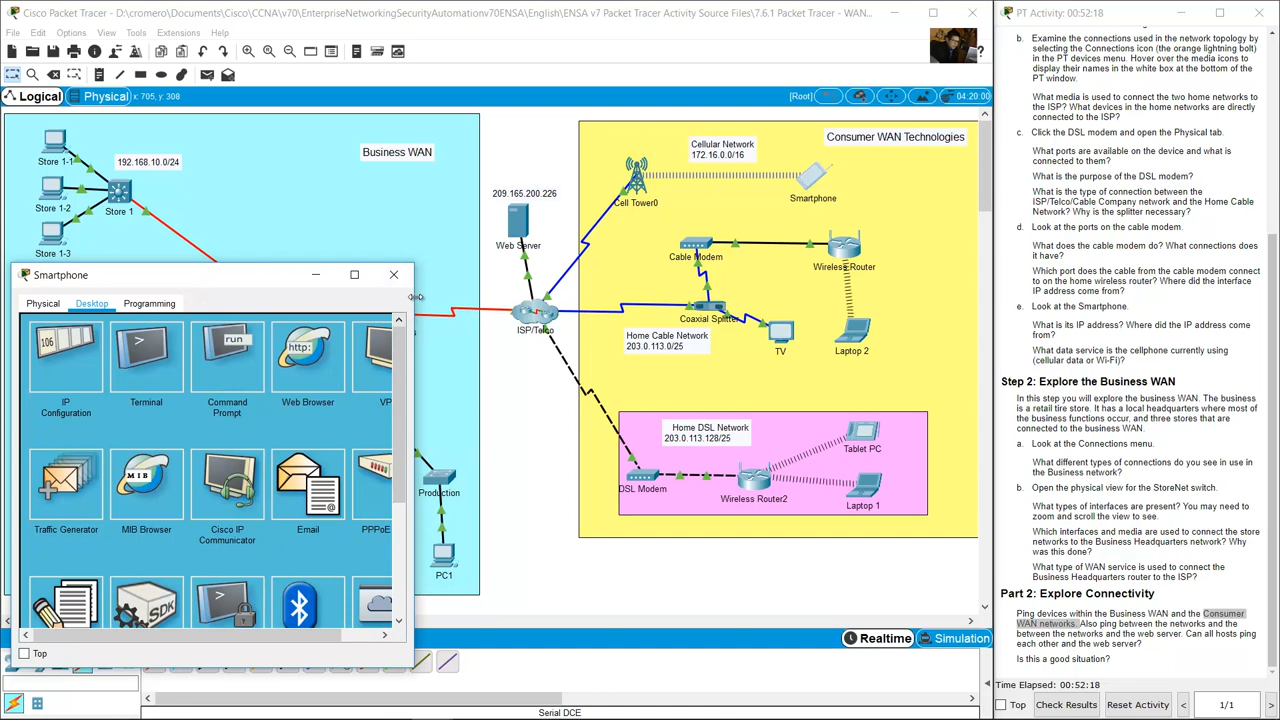 Cisco Packet Tracer - C:\Users\cromero\Documents\Cisco\CCNA\v70\EnterpriseNetworkingSecurityAutomationv70ENSA\English\ENSA v7 Packet Tracer Activity Source Files\7.6.1 Packet Tracer - WAN...
File Edit Options View Tools Extensions Help
?
Logical Physical x: 705, y: 308 [Root] 04:20:00
Business WAN
192.168.10.0/24
Store 1-1
Store 1-2
Store 1-3
Store 1
209.165.200.226
Web Server
ISP/Telco
Consumer WAN Technologies
Cellular Network
172.16.0.0/16
Cell Tower0
Smartphone
Cable Modem
Wireless Router
Coaxial Splitter
Home Cable Network
203.0.113.0/25
TV
Laptop 2
Home DSL Network
203.0.113.128/25
Tablet PC
DSL Modem
Wireless Router2
Laptop 1
Production
PC1
Smartphone
Physical Desktop Programming
106
run
http:
IP
Configuration
Terminal
Command
Prompt
Web Browser
VP
MIB
Traffic Generator
MIB Browser
Cisco IP
Communicator
Email
PPPoE
SDK
Top
Realtime Simulation
Serial DCE
PT Activity: 00:52:18
b. Examine the connections used in the network topology by
selecting the Connections icon (the orange lightning bolt)
in the PT devices menu. Hover over the media icons to
display their names in the white box at the bottom of the
PT window.
What media is used to connect the two home networks to
the ISP? What devices in the home networks are directly
connected to the ISP?
c. Click the DSL modem and open the Physical tab.
What ports are available on the device and what is
connected to them?
What is the purpose of the DSL modem?
What is the type of connection between the
ISP/Telco/Cable Company network and the Home Cable
Network? Why is the splitter necessary?
d. Look at the ports on the cable modem.
What does the cable modem do? What connections does
it have?
Which port does the cable from the cable modem connect
to on the home wireless router? Where did the interface
IP address come from?
e. Look at the Smartphone.
What is its IP address? Where did the IP address come
from?
What data service is the cellphone currently using
(cellular data or Wi-Fi)?
Step 2: Explore the Business WAN
In this step you will explore the business WAN. The business
is a retail tire store. It has a local headquarters where most of
the business functions occur, and three stores that are
connected to the business WAN.
a. Look at the Connections menu.
What different types of connections do you see in use in
the Business network?
b. Open the physical view for the StoreNet switch.
What types of interfaces are present? You may need to
zoom and scroll the view to see.
Which interfaces and media are used to connect the store
networks to the Business Headquarters network? Why
was this done?
What type of WAN service is used to connect the
Business Headquarters router to the ISP?
Part 2: Explore Connectivity
Ping devices within the Business WAN and the Consumer
WAN networks. Also ping between the networks and the
between the networks and the web server. Can all hosts ping
each other and the web server?
Is this a good situation?
Time Elapsed: 00:52:18
Top Check Results Reset Activity < 1/1 >